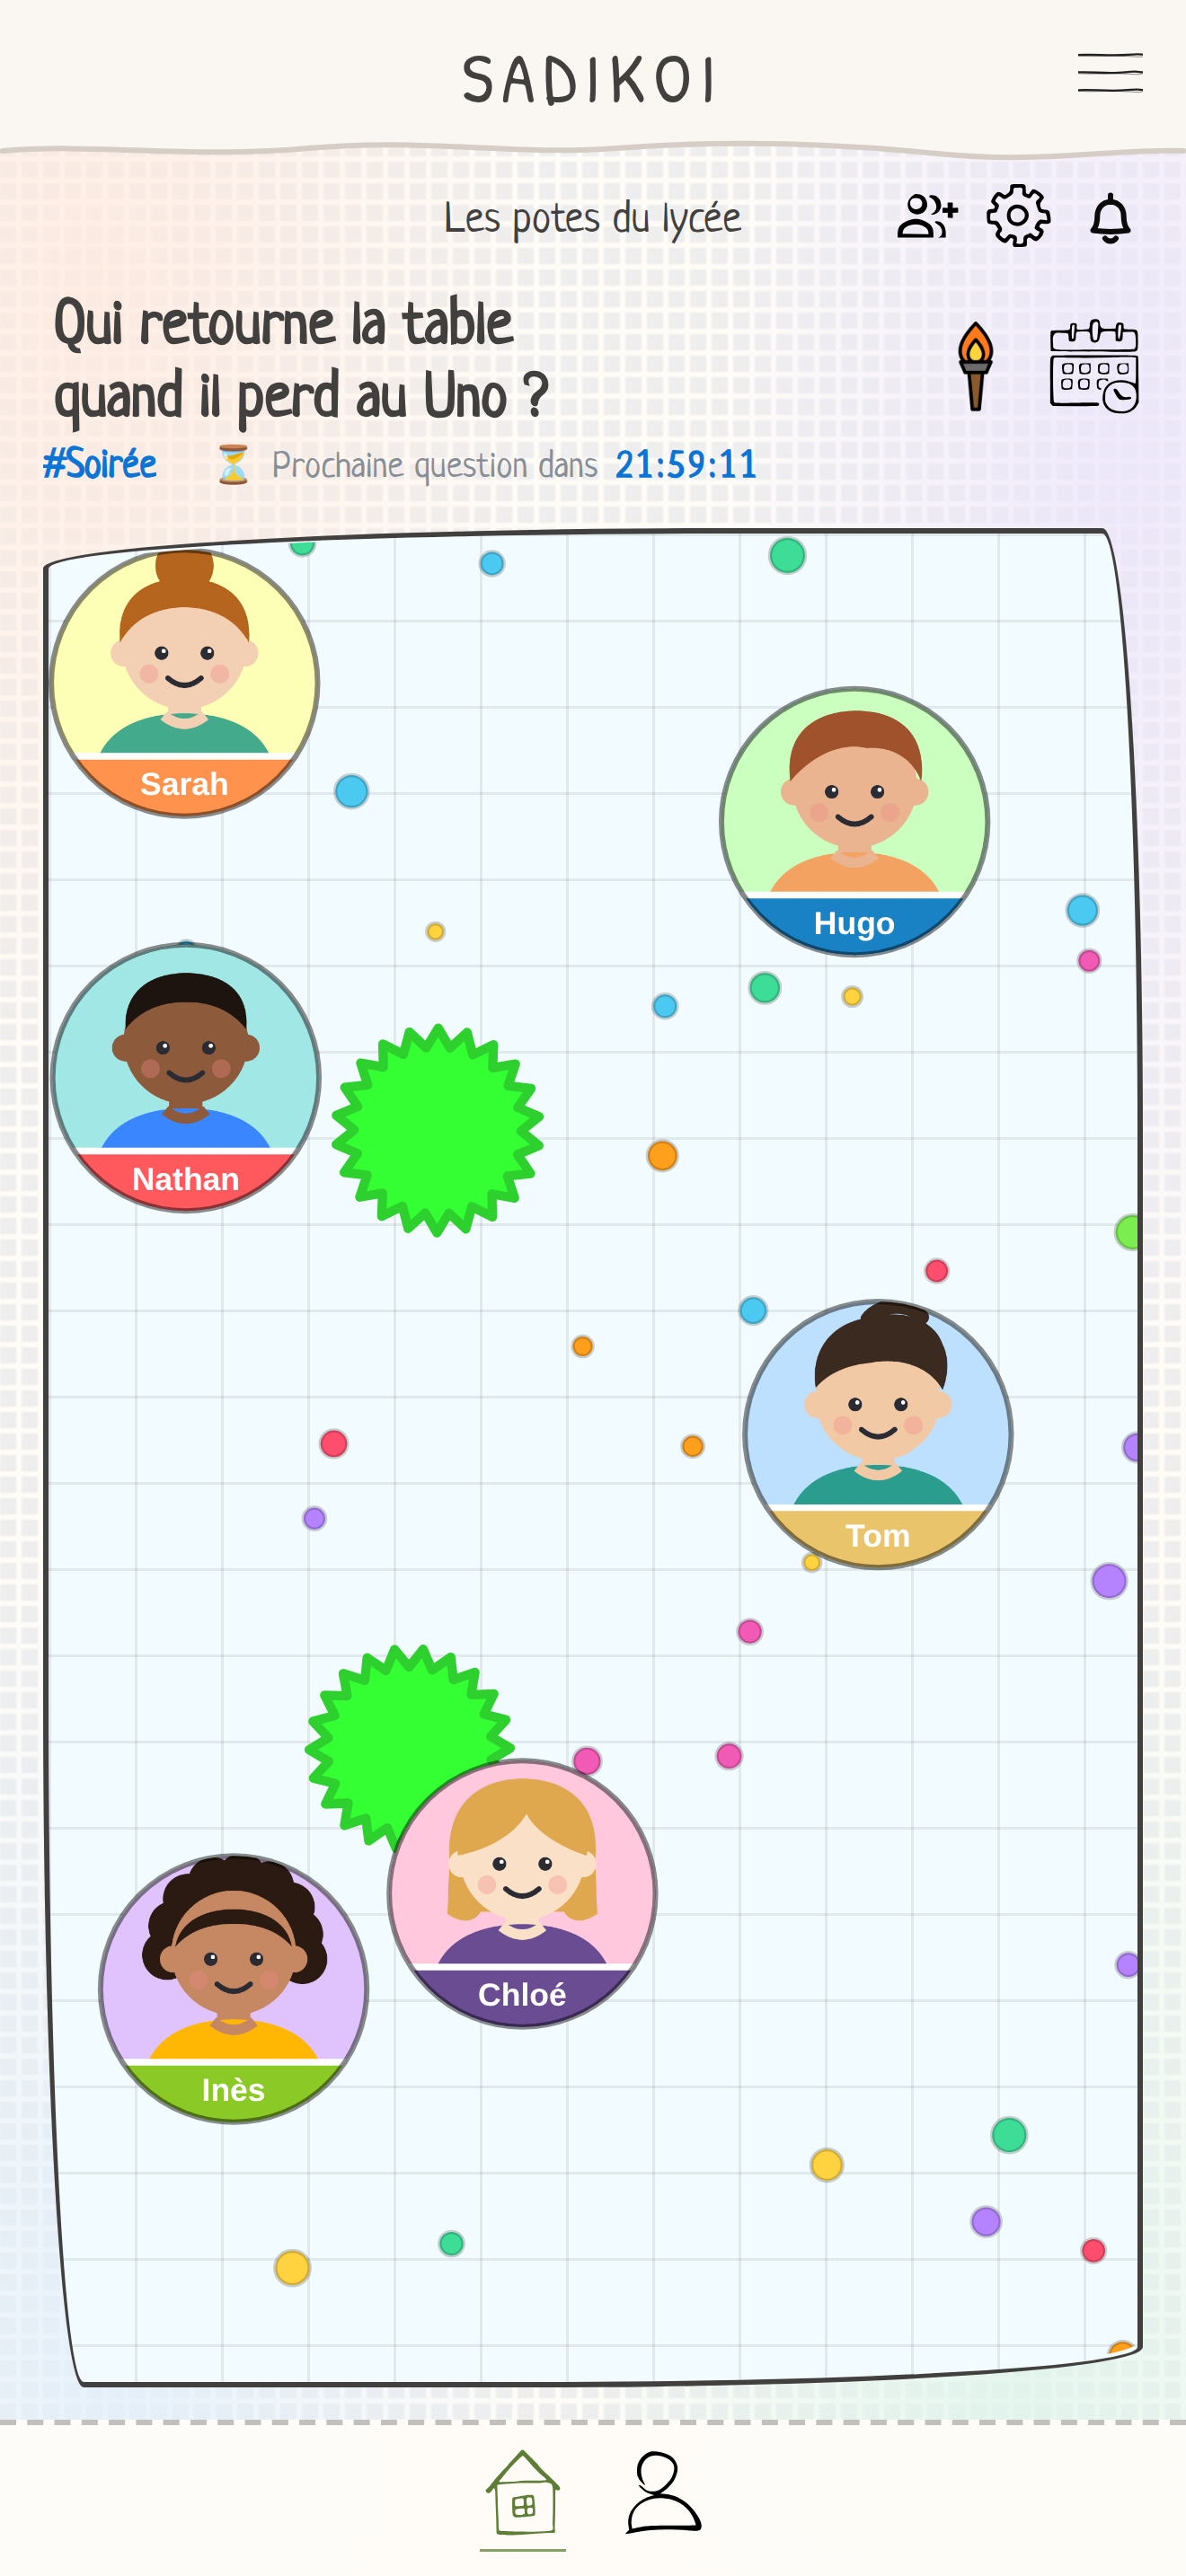 SADIKOI
Les potes du lycée
Qui retourne la table
quand il perd au Uno ?
#Soirée ⏳ Prochaine question dans 21:59:11
Sarah
Hugo
Nathan
Tom
Chloé
Inès